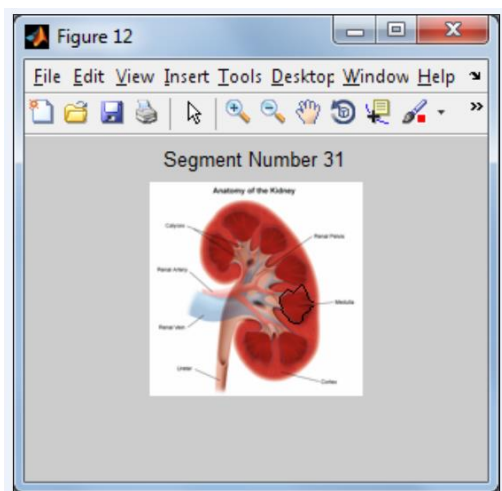 Figure 12
File Edit View Insert Tools Desktop Window Help
Segment Number 31
Anatomy of the Kidney
Calyces
Renal Pelvis
Renal Artery
Medulla
Renal Vein
Ureter
Cortex